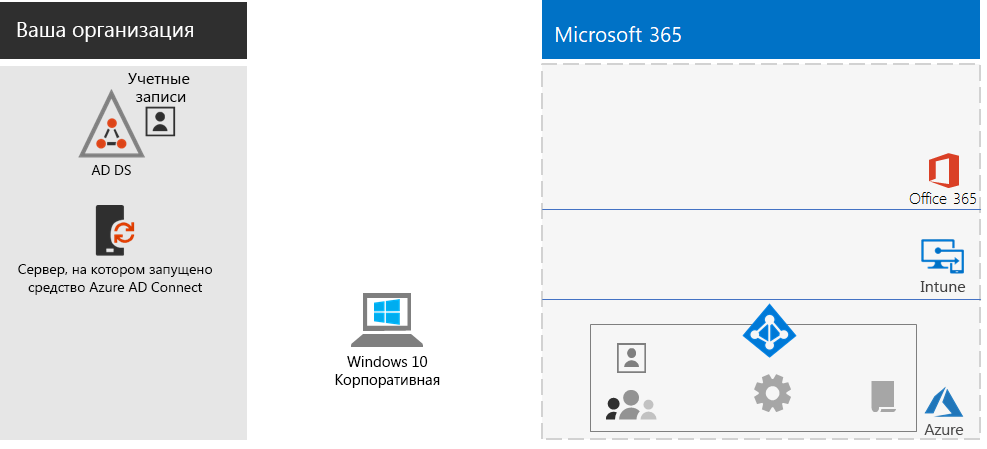 Ваша организация
Учетные
записи
AD DS
Сервер, на котором запущено
средство Azure AD Connect
Windows 10
Корпоративная
Microsoft 365
Office 365
Intune
Azure